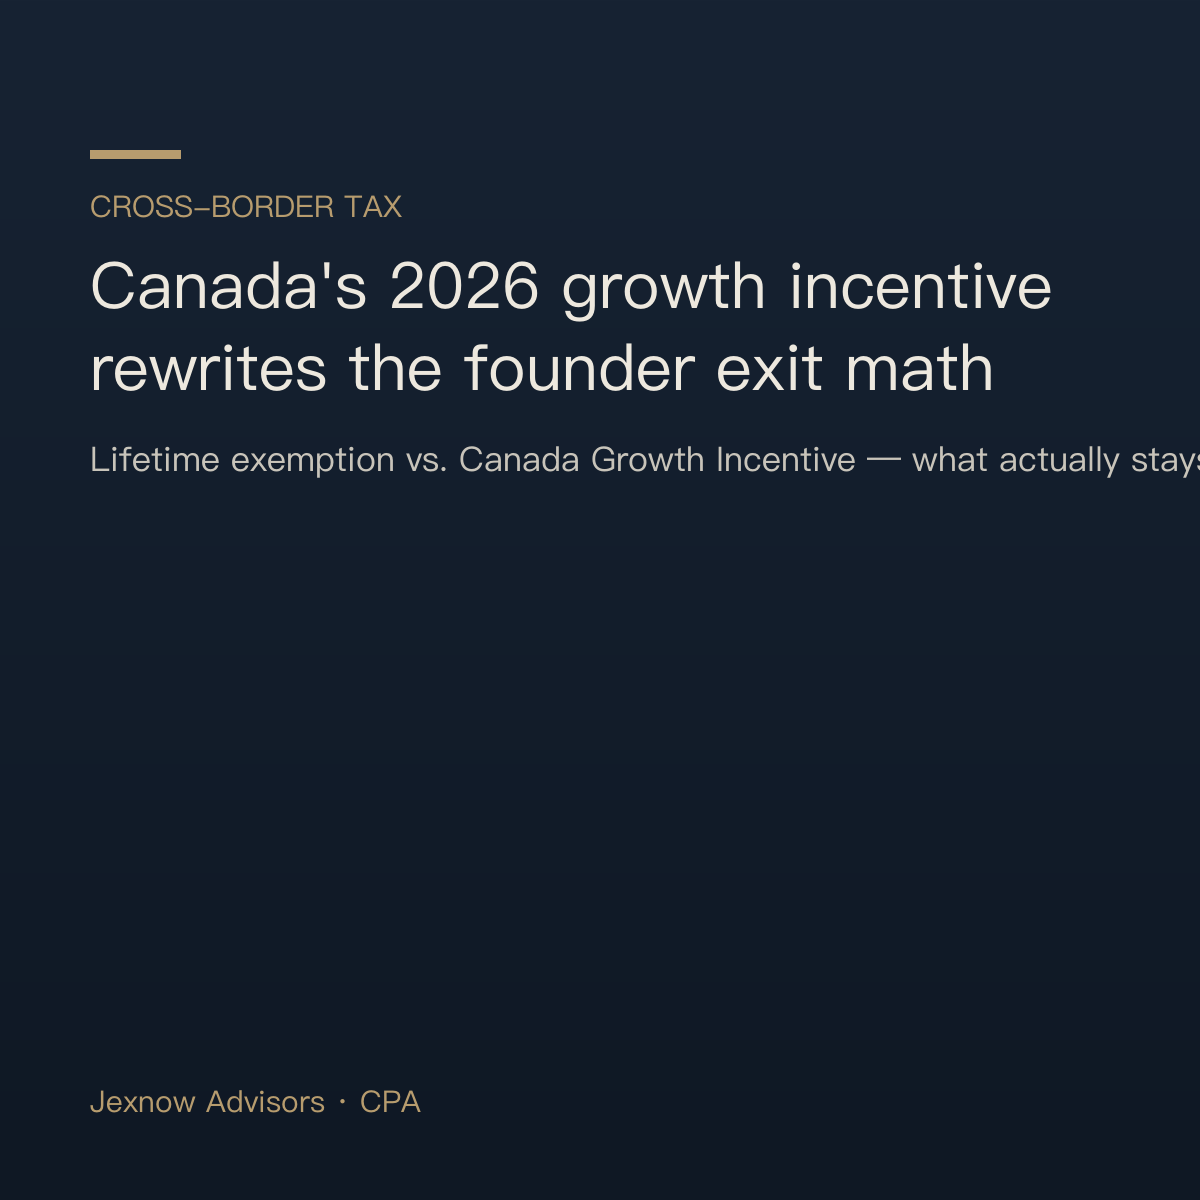 CROSS–BORDER TAX
Canada's 2026 growth incentive
rewrites the founder exit math
Lifetime exemption vs. Canada Growth Incentive — what actually stays
Jexnow Advisors · CPA